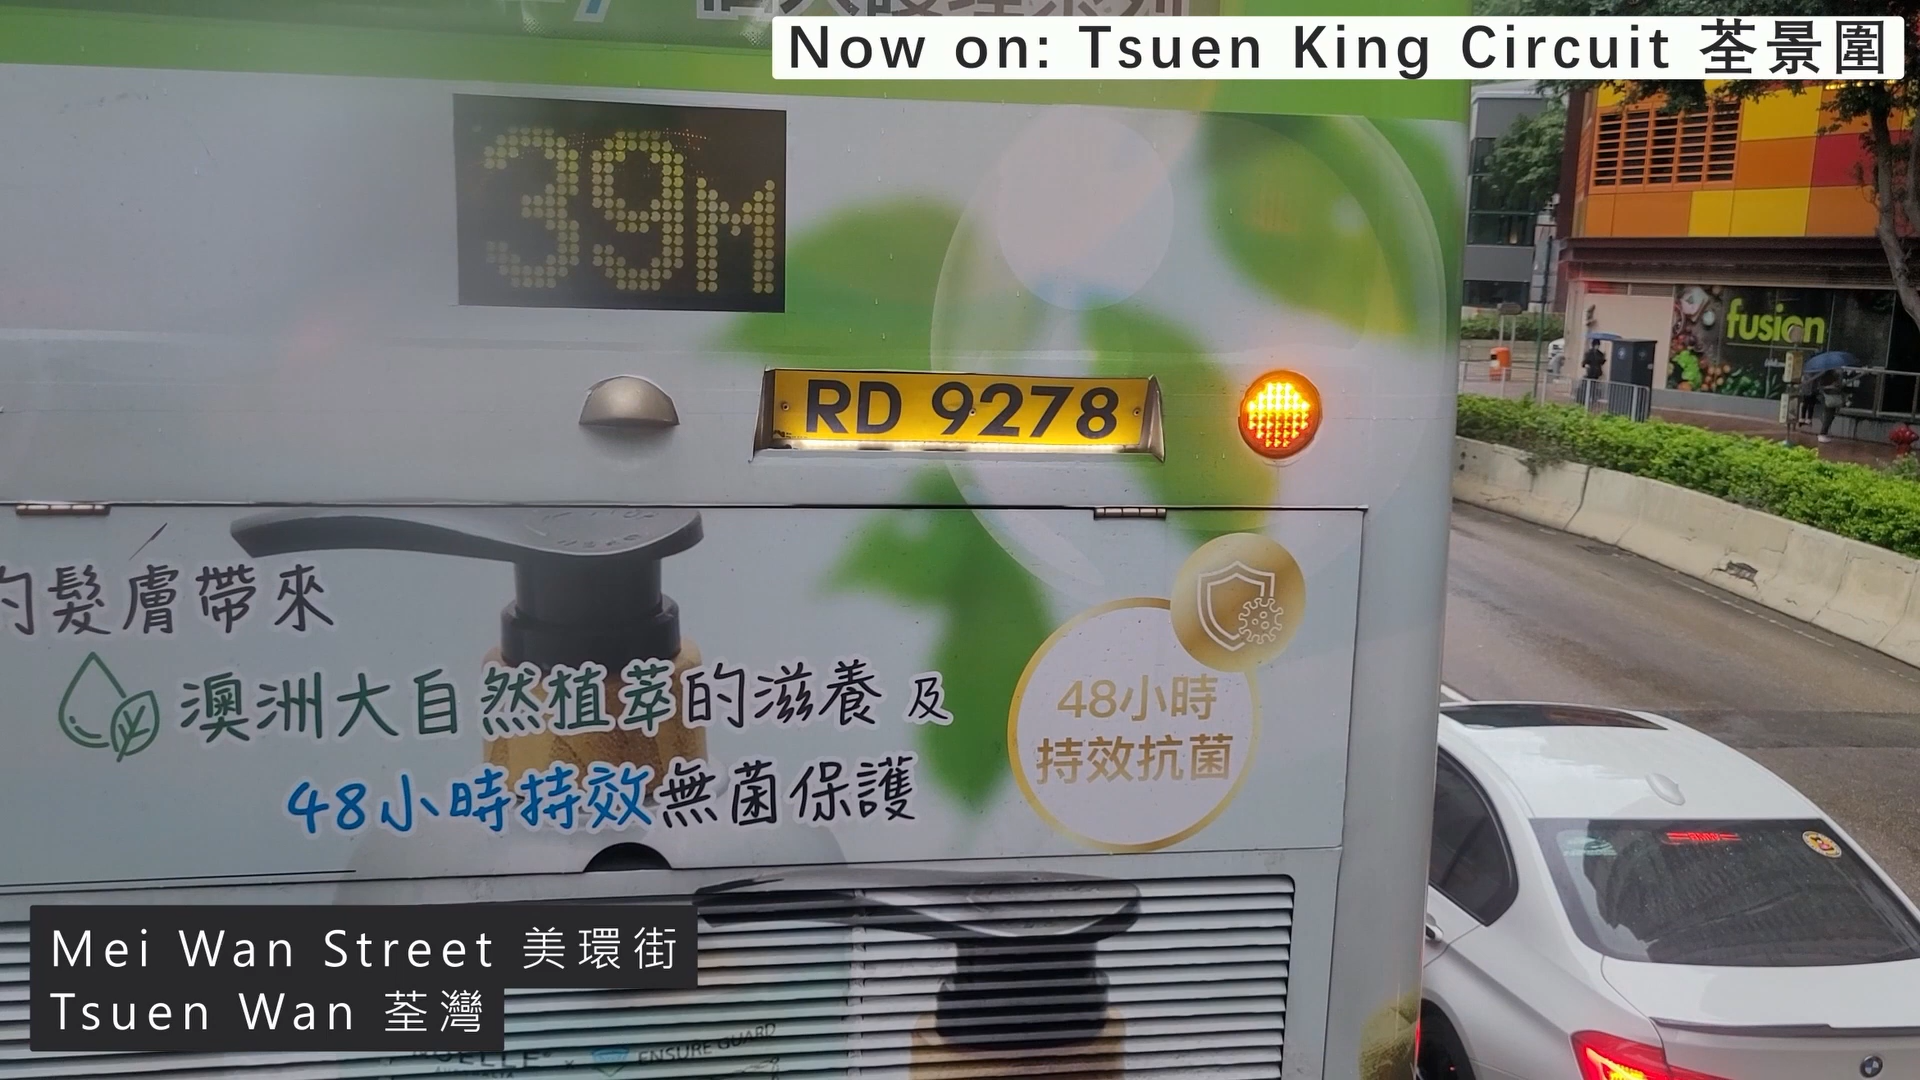 Now on: Tsuen King Circuit 荃景圍
39M
fusion
RD 9278
的髮膚帶來
澳洲大自然植萃的滋養 及
48小時持效無菌保護
48小時
持效抗菌
Mei Wan Street 美環街
Tsuen Wan 荃灣
ENSURE GUARD